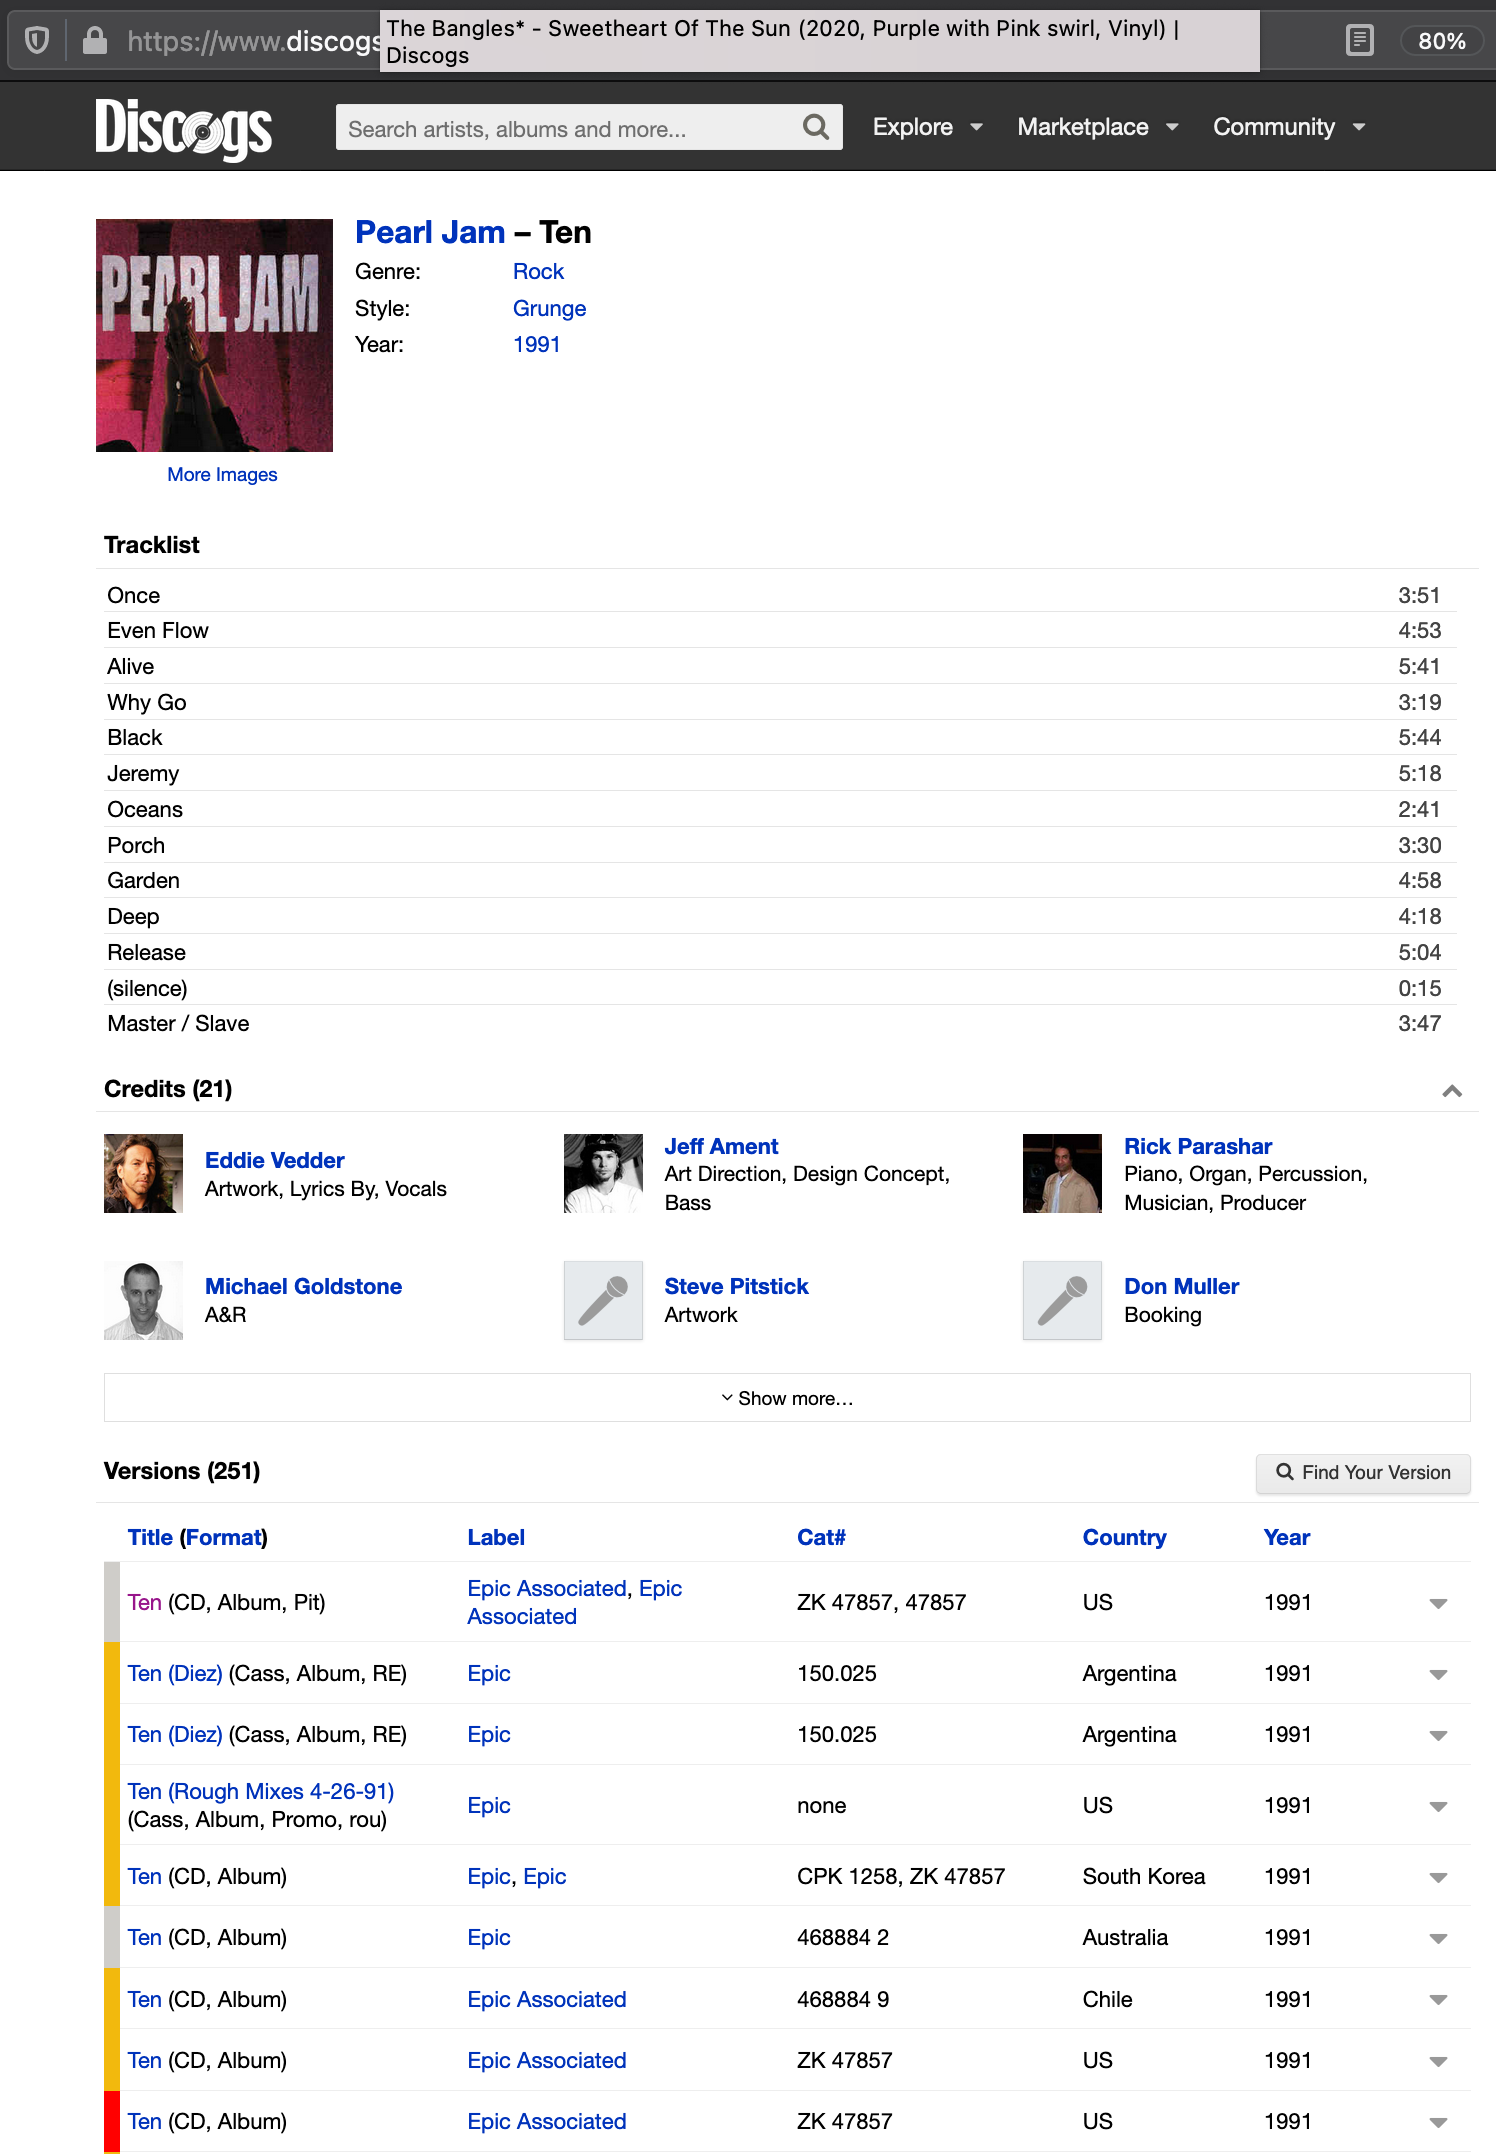 https://www.discogs
The Bangles* - Sweetheart Of The Sun (2020, Purple with Pink swirl, Vinyl) |
Discogs
80%
Discogs
Search artists, albums and more...
Explore
Marketplace
Community
PEARL JAM
Pearl Jam – Ten
Genre: Rock
Style: Grunge
Year: 1991
More Images
Tracklist
Once 3:51
Even Flow 4:53
Alive 5:41
Why Go 3:19
Black 5:44
Jeremy 5:18
Oceans 2:41
Porch 3:30
Garden 4:58
Deep 4:18
Release 5:04
(silence) 0:15
Master / Slave 3:47
Credits (21)
Eddie Vedder
Artwork, Lyrics By, Vocals
Jeff Ament
Art Direction, Design Concept,
Bass
Rick Parashar
Piano, Organ, Percussion,
Musician, Producer
Michael Goldstone
A&R
Steve Pitstick
Artwork
Don Muller
Booking
Show more...
Versions (251)
Find Your Version
Title (Format) Label Cat# Country Year
Ten (CD, Album, Pit) Epic Associated, Epic Associated ZK 47857, 47857 US 1991
Ten (Diez) (Cass, Album, RE) Epic 150.025 Argentina 1991
Ten (Diez) (Cass, Album, RE) Epic 150.025 Argentina 1991
Ten (Rough Mixes 4-26-91)
(Cass, Album, Promo, rou) Epic none US 1991
Ten (CD, Album) Epic, Epic CPK 1258, ZK 47857 South Korea 1991
Ten (CD, Album) Epic 468884 2 Australia 1991
Ten (CD, Album) Epic Associated 468884 9 Chile 1991
Ten (CD, Album) Epic Associated ZK 47857 US 1991
Ten (CD, Album) Epic Associated ZK 47857 US 1991